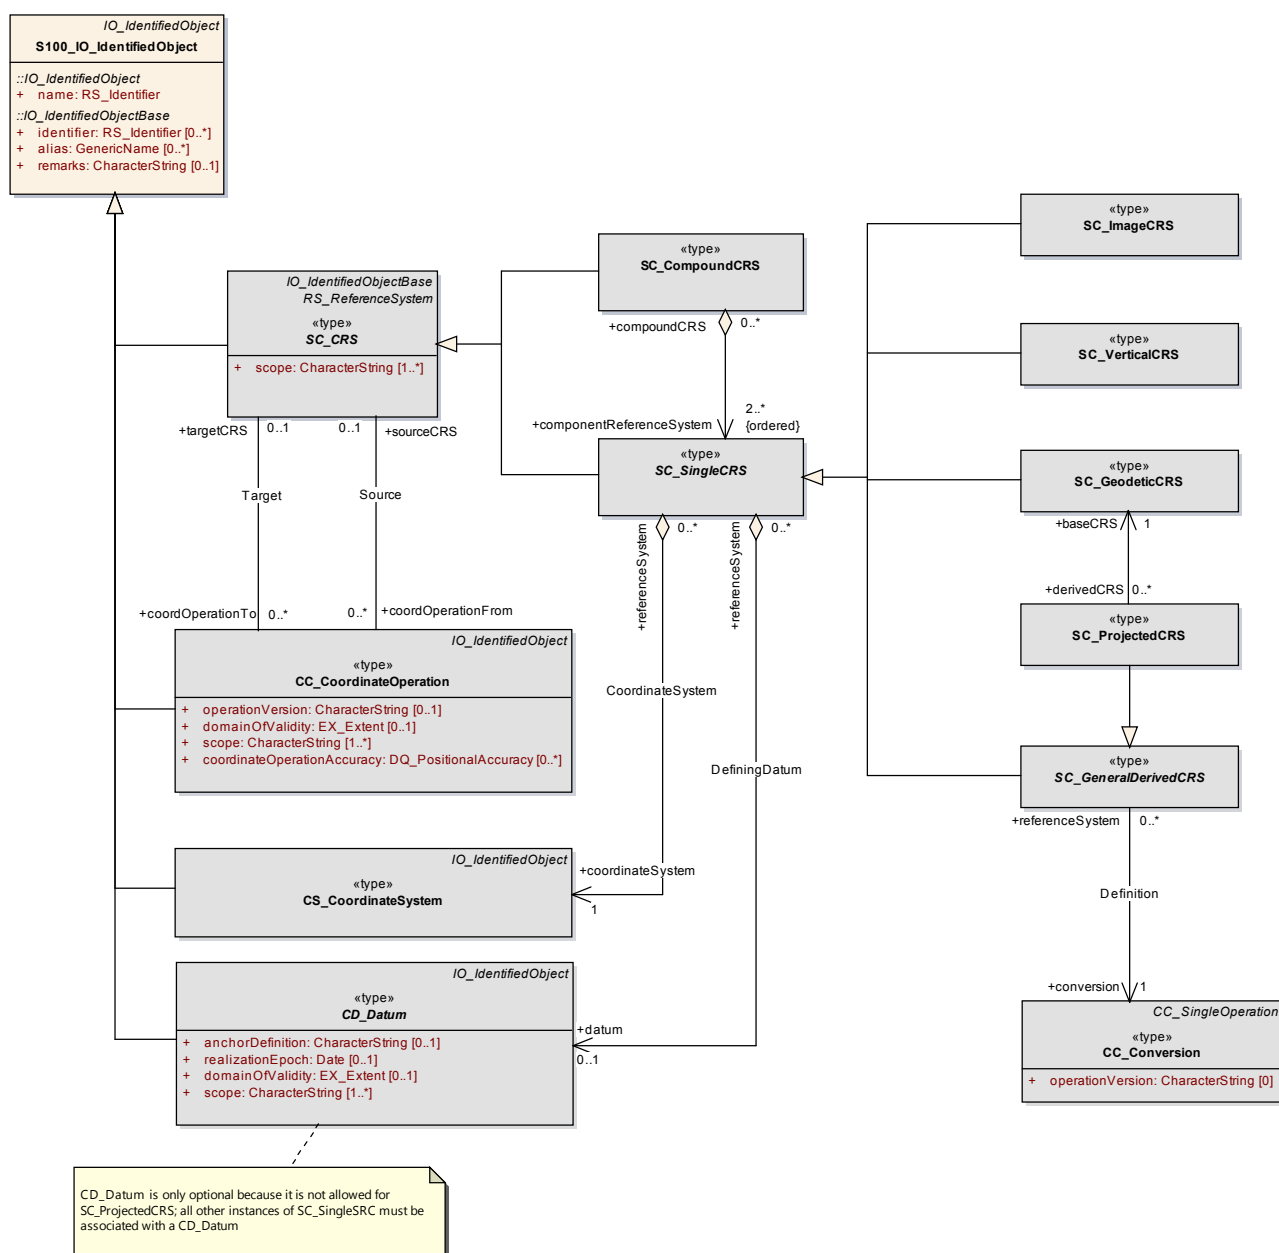 IO_IdentifiedObject
S100_IO_IdentifiedObject
::IO_IdentifiedObject
+ name: RS_Identifier
::IO_IdentifiedObjectBase
+ identifier: RS_Identifier [0..*]
+ alias: GenericName [0..*]
+ remarks: CharacterString [0..1]
IO_IdentifiedObjectBase
RS_ReferenceSystem
«type»
SC_CRS
+ scope: CharacterString [1..*]
+targetCRS
0..1
0..1
+sourceCRS
Target
Source
+coordOperationTo
0..*
0..*
+coordOperationFrom
IO_IdentifiedObject
«type»
CC_CoordinateOperation
+ operationVersion: CharacterString [0..1]
+ domainOfValidity: EX_Extent [0..1]
+ scope: CharacterString [1..*]
+ coordinateOperationAccuracy: DQ_PositionalAccuracy [0..*]
IO_IdentifiedObject
«type»
CS_CoordinateSystem
IO_IdentifiedObject
«type»
CD_Datum
+ anchorDefinition: CharacterString [0..1]
+ realizationEpoch: Date [0..1]
+ domainOfValidity: EX_Extent [0..1]
+ scope: CharacterString [1..*]
CD_Datum is only optional because it is not allowed for
SC_ProjectedCRS; all other instances of SC_SingleSRC must be
associated with a CD_Datum
«type»
SC_CompoundCRS
+compoundCRS
0..*
+componentReferenceSystem
2..*
{ordered}
«type»
SC_SingleCRS
+referenceSystem
0..*
+referenceSystem
0..*
CoordinateSystem
DefiningDatum
+coordinateSystem
1
+datum
0..1
«type»
SC_ImageCRS
«type»
SC_VerticalCRS
«type»
SC_GeodeticCRS
+baseCRS
1
+derivedCRS
0..*
«type»
SC_ProjectedCRS
«type»
SC_GeneralDerivedCRS
+referenceSystem
0..*
Definition
+conversion
1
CC_SingleOperation
«type»
CC_Conversion
+ operationVersion: CharacterString [0]